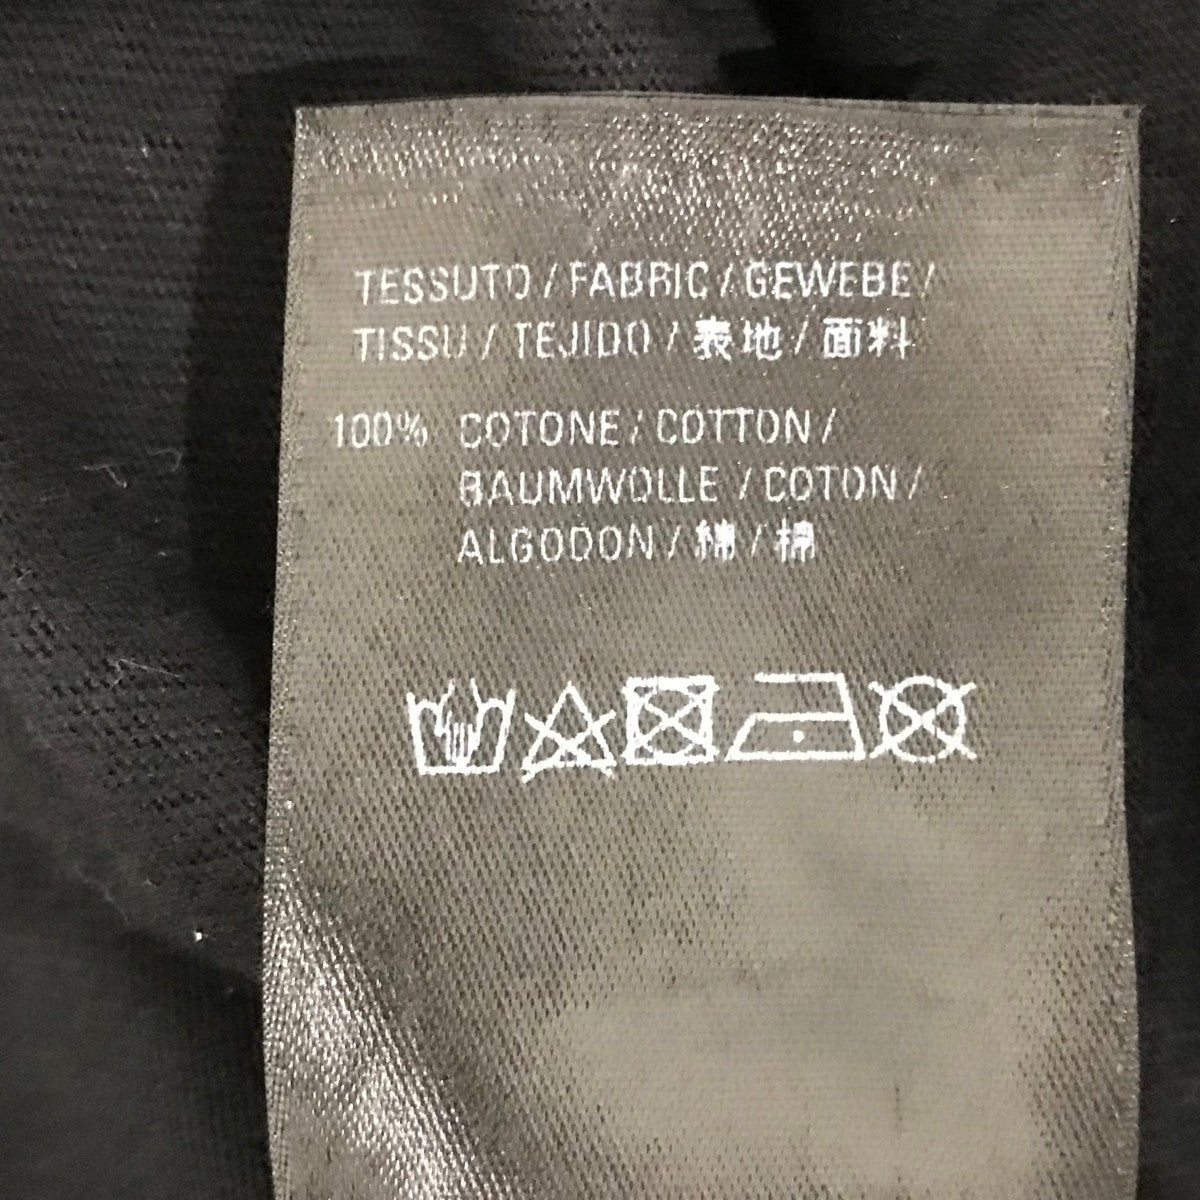 TESSUTO / FABRIC / GEWEBE /
TISSU / TEJIDO / 表地 / 面料
100% COTONE / COTTON /
BAUMWOLLE / COTON /
ALGODON / 綿 / 棉